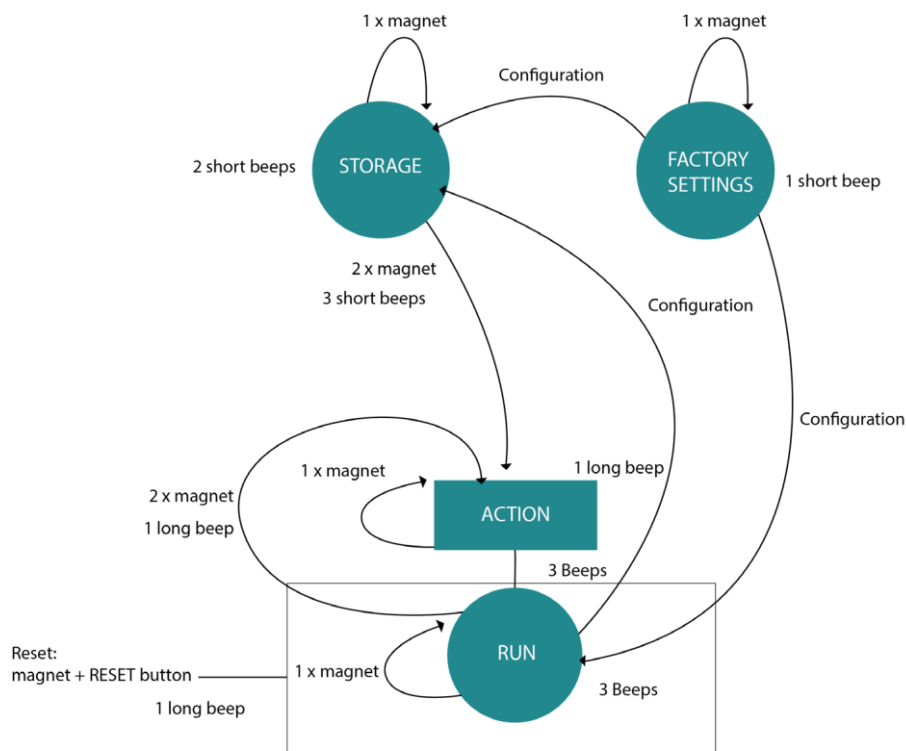 1 x magnet
1 x magnet
Configuration
STORAGE
FACTORY
SETTINGS
2 short beeps
1 short beep
2 x magnet
3 short beeps
Configuration
Configuration
1 x magnet
1 long beep
2 x magnet
1 long beep
ACTION
3 Beeps
Reset:
magnet + RESET button
1 long beep
1 x magnet
RUN
3 Beeps